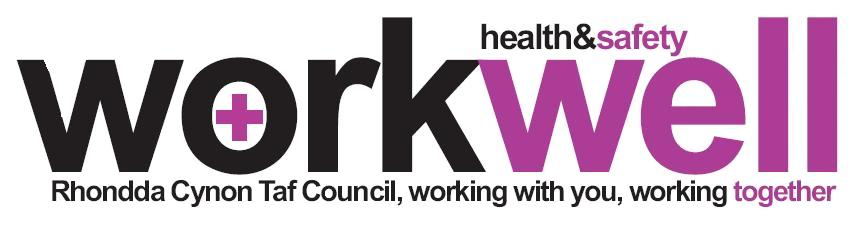 health&safety
workwell
Rhondda Cynon Taf Council, working with you, working together